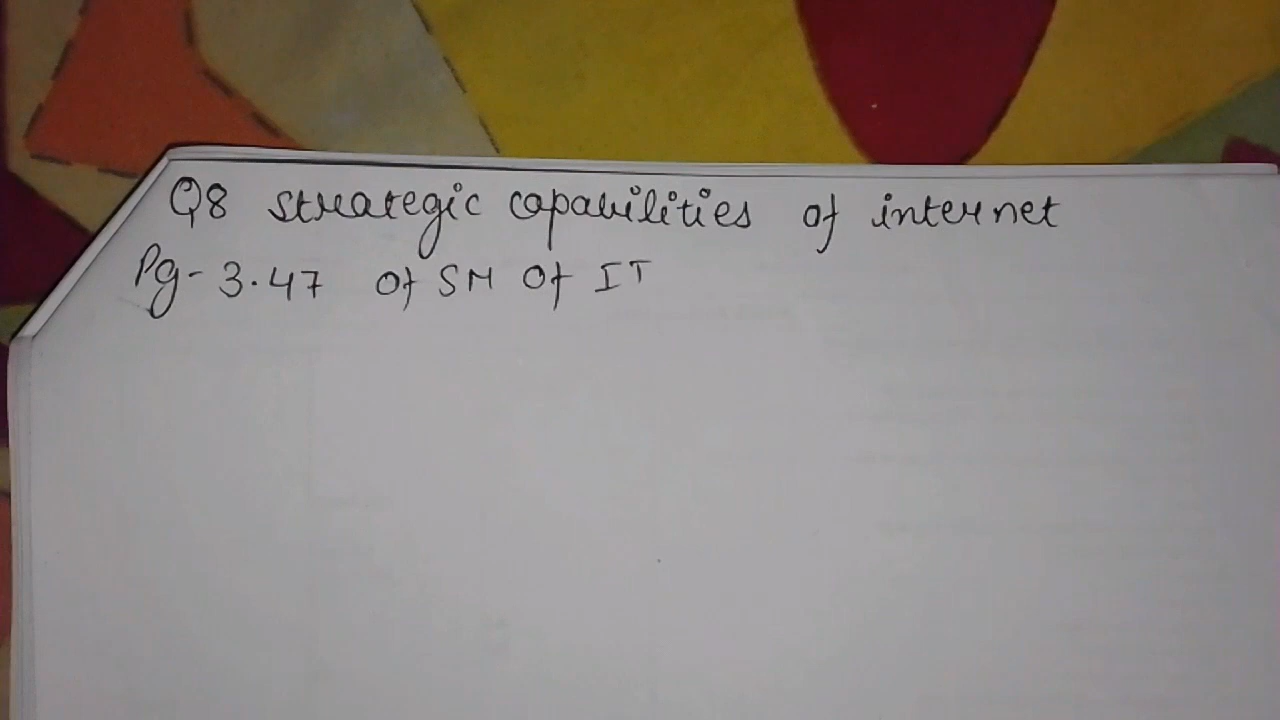 Q8 strategic capabilities of internet
Pg-3.47 of SM Of IT